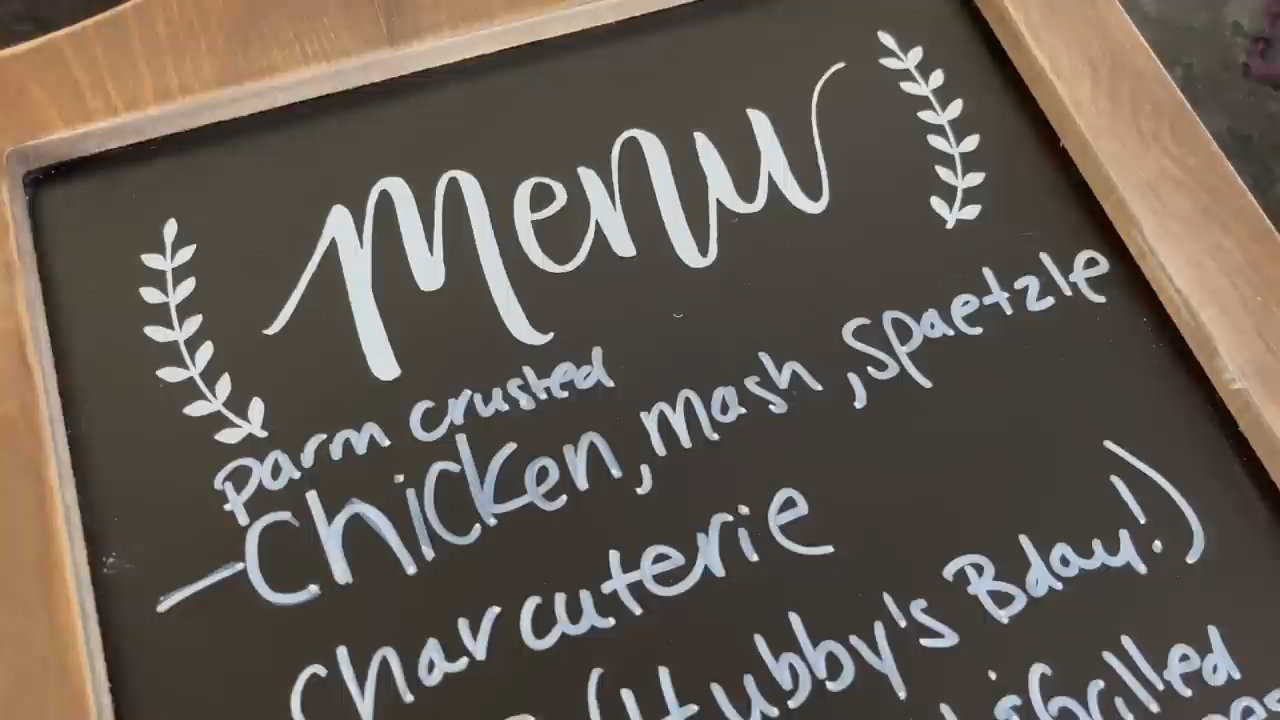 Menu
Parm crusted
- Chicken, mash, spaetzle
Charcuterie
(Hubby's Bday!)
Grilled